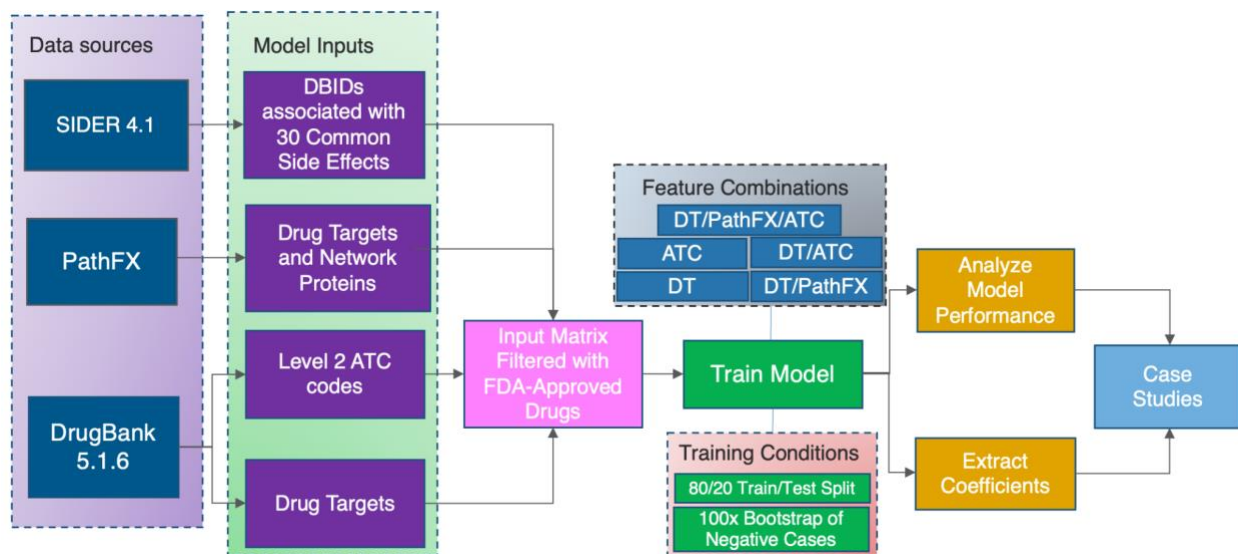 Data sources
SIDER 4.1
PathFX
DrugBank
5.1.6
Model Inputs
DBIDs
associated with
30 Common
Side Effects
Drug Targets
and Network
Proteins
Level 2 ATC
codes
Drug Targets
Input Matrix
Filtered with
FDA-Approved
Drugs
Feature Combinations
DT/PathFX/ATC
ATC
DT/ATC
DT
DT/PathFX
Train Model
Training Conditions
80/20 Train/Test Split
100x Bootstrap of
Negative Cases
Analyze
Model
Performance
Extract
Coefficients
Case
Studies